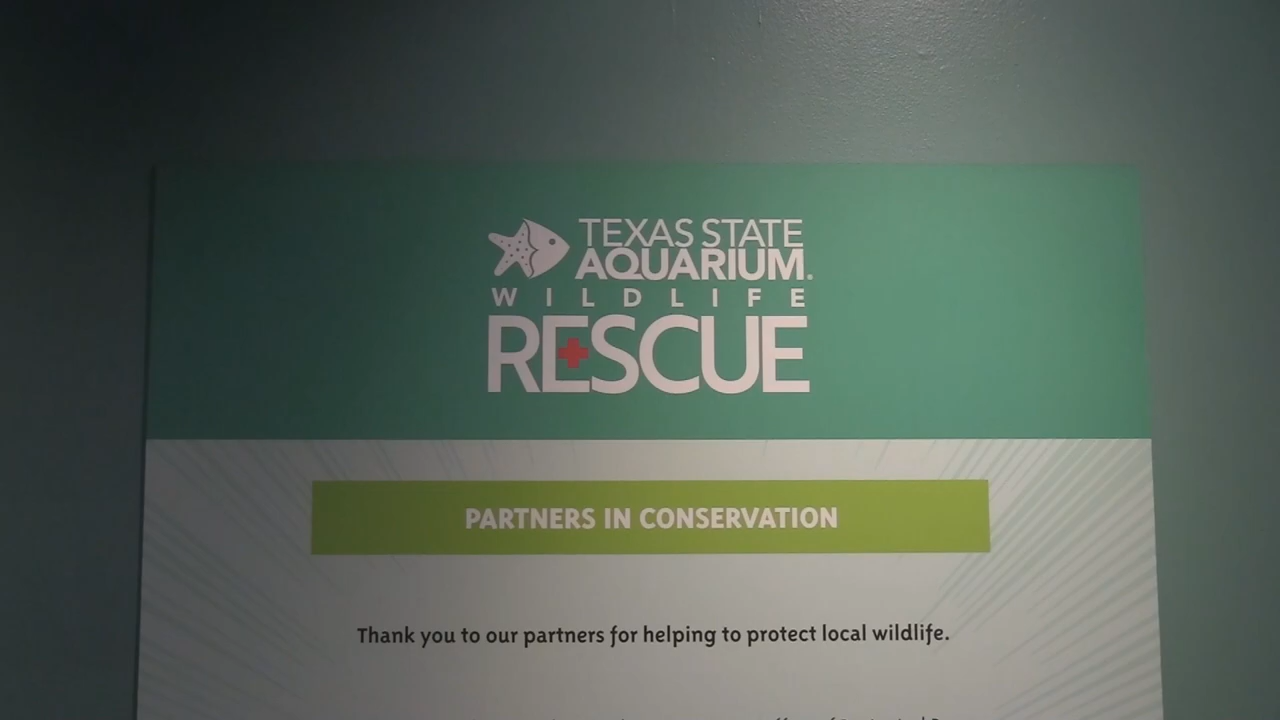 TEXAS STATE
AQUARIUM.
WILDLIFE
RESCUE
PARTNERS IN CONSERVATION
Thank you to our partners for helping to protect local wildlife.